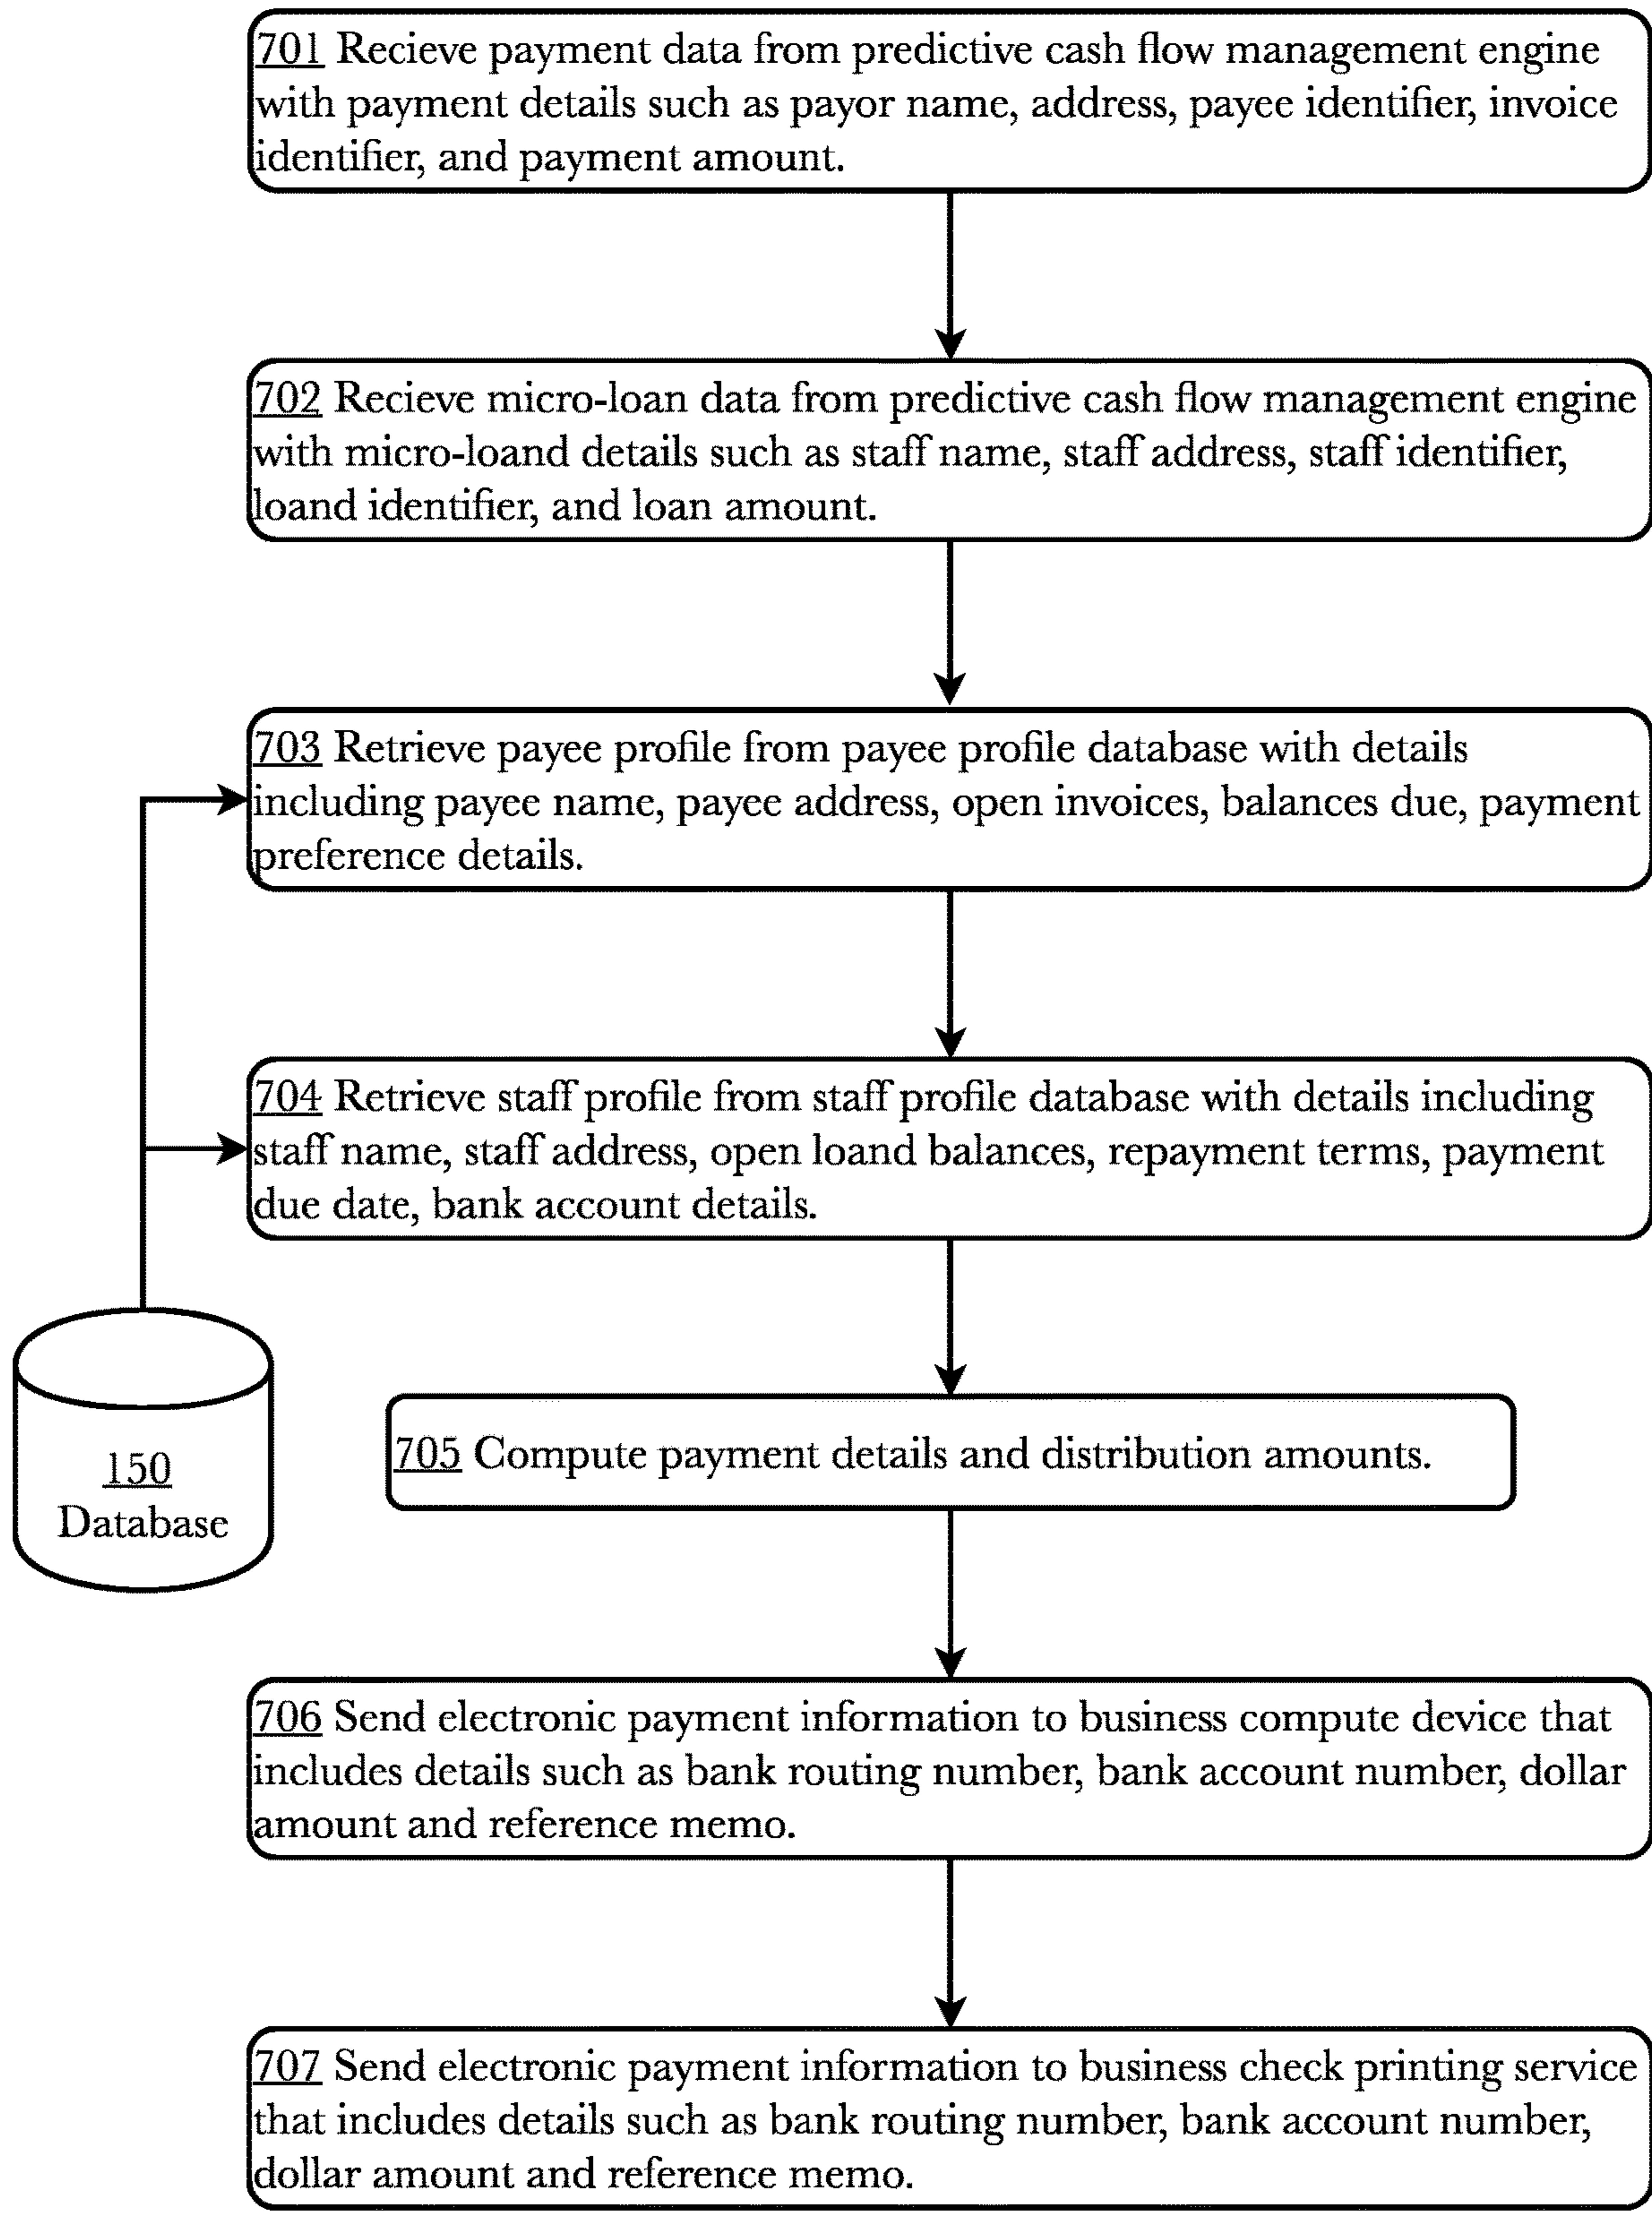 701 Recieve payment data from predictive cash flow management engine
with payment details such as payor name, address, payee identifier, invoice
identifier, and payment amount.
702 Recieve micro-loan data from predictive cash flow management engine
with micro-loand details such as staff name, staff address, staff identifier,
loand identifier, and loan amount.
703 Retrieve payee profile from payee profile database with details
including payee name, payee address, open invoices, balances due, payment
preference details.
704 Retrieve staff profile from staff profile database with details including
staff name, staff address, open loand balances, repayment terms, payment
due date, bank account details.
150
Database
705 Compute payment details and distribution amounts.
706 Send electronic payment information to business compute device that
includes details such as bank routing number, bank account number, dollar
amount and reference memo.
707 Send electronic payment information to business check printing service
that includes details such as bank routing number, bank account number,
dollar amount and reference memo.